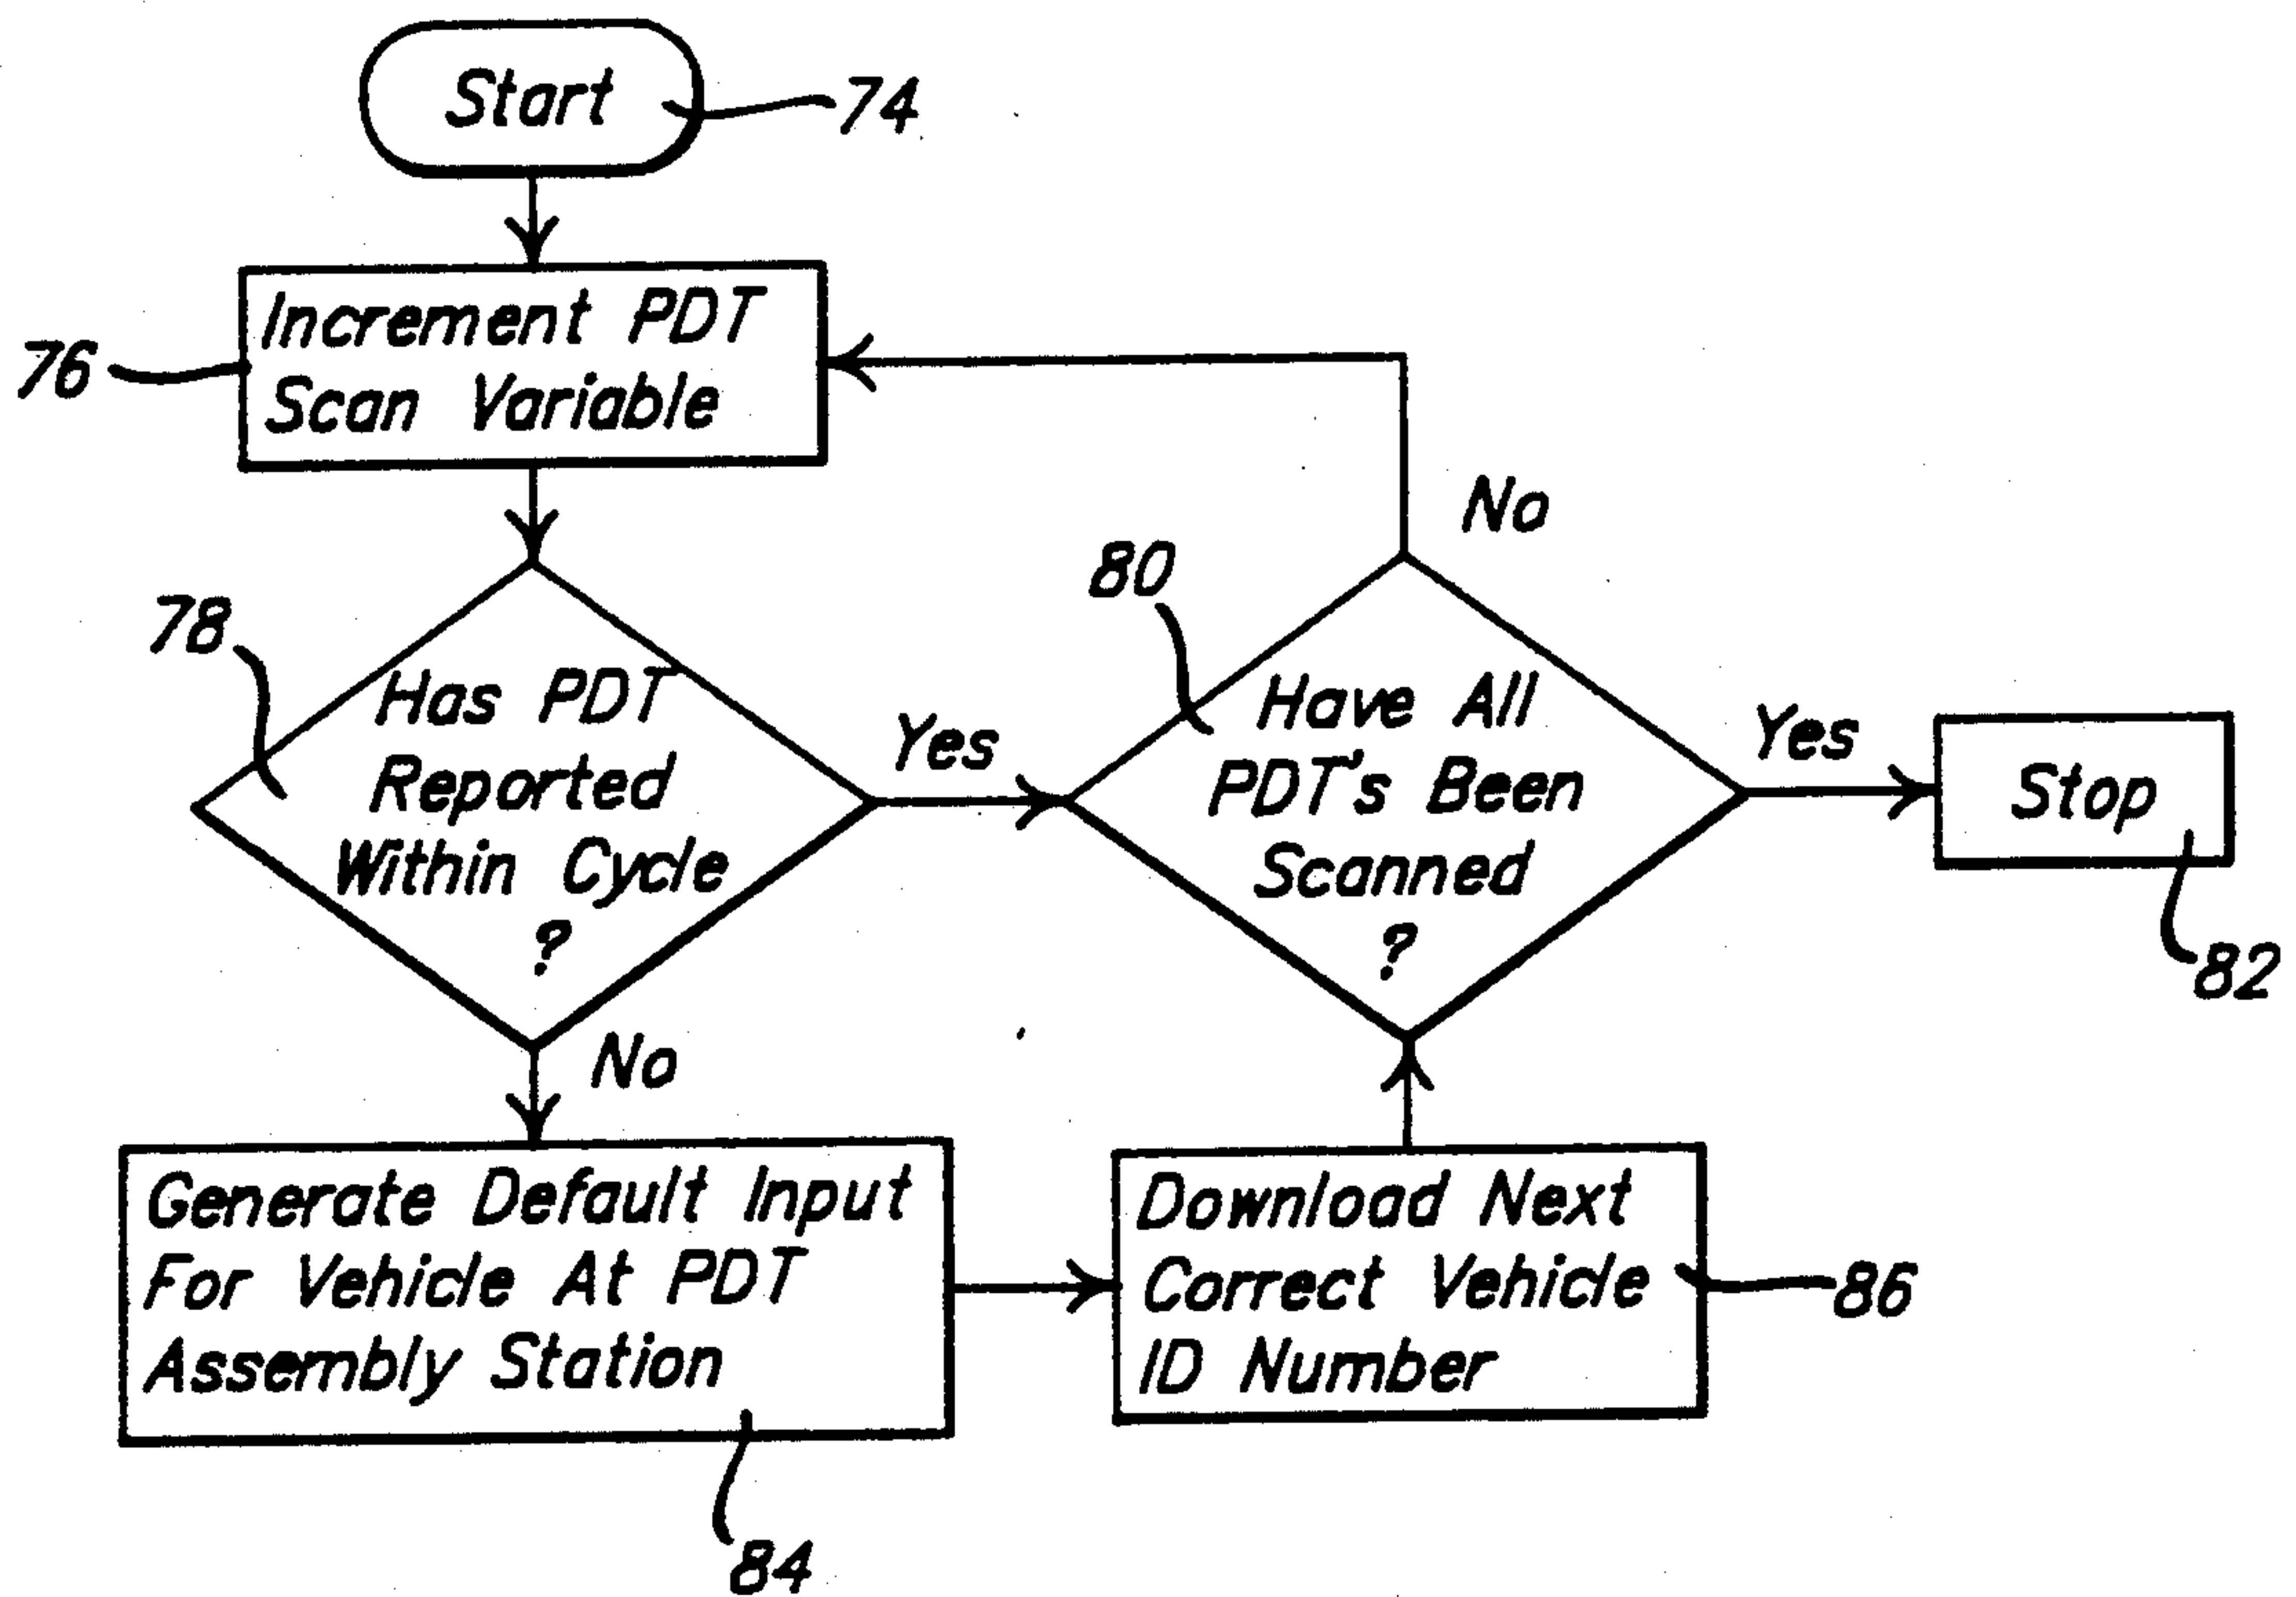 Start
74
Increment PDT
Scan Variable
76
No
80
78
Has PDT
Reported
Within Cycle
?
Yes
Have All
PDT's Been
Scanned
?
Yes
Stop
82
No
Generate Default Input
For Vehicle At PDT
Assembly Station
84
Download Next
Correct Vehicle
ID Number
86